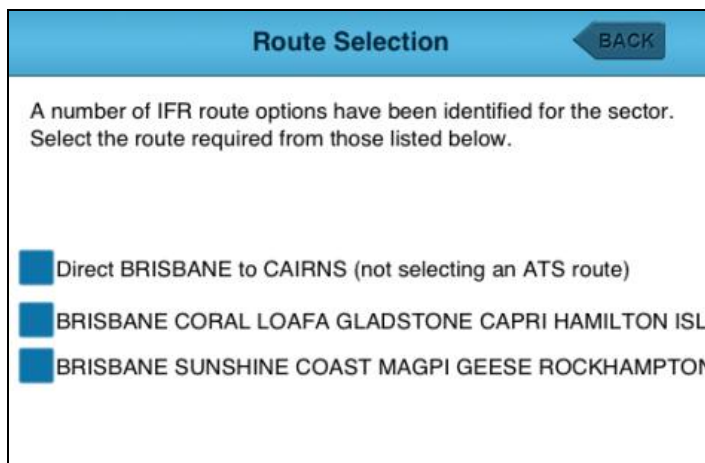 Route Selection
BACK
A number of IFR route options have been identified for the sector.
Select the route required from those listed below.
Direct BRISBANE to CAIRNS (not selecting an ATS route)
BRISBANE CORAL LOAFA GLADSTONE CAPRI HAMILTON ISL
BRISBANE SUNSHINE COAST MAGPI GEESE ROCKHAMPTON